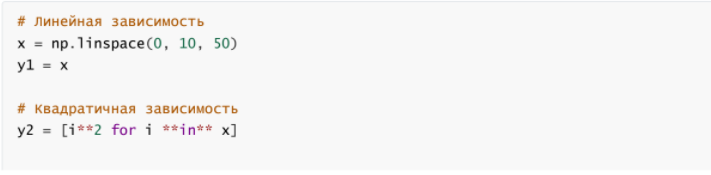 # Линейная зависимость
x = np.linspace(0, 10, 50)
y1 = x
# Квадратичная зависимость
y2 = [i**2 for i **in** x]